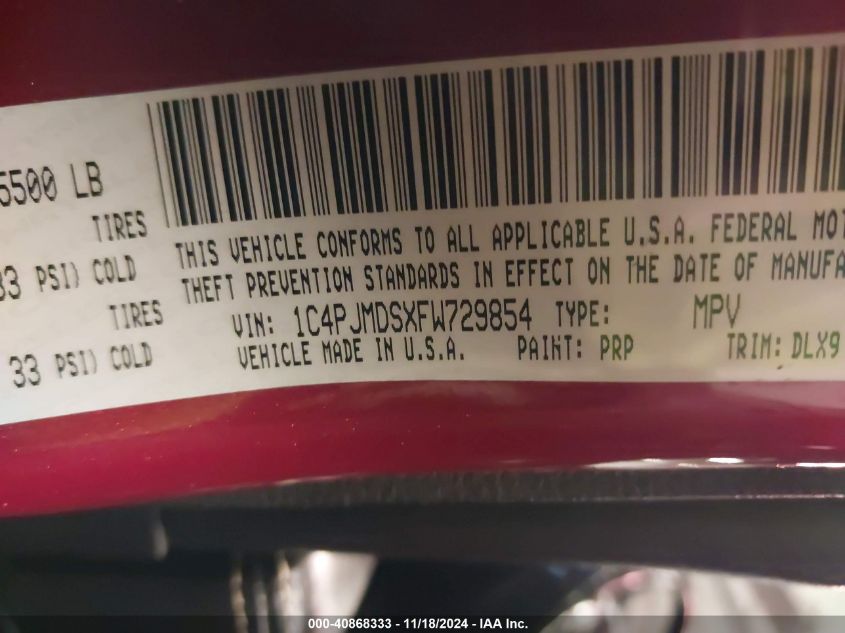 5500 LB
TIRES
33 PSI) COLD
TIRES
33 PSI) COLD
THIS VEHICLE CONFORMS TO ALL APPLICABLE U.S.A. FEDERAL MOT
THEFT PREVENTION STANDARDS IN EFFECT ON THE DATE OF MANUFA
VIN: 1C4PJMDSXFW729854 TYPE: MPV
VEHICLE MADE IN U.S.A. PAINT: PRP TRIM: DLX9
000-40868333 - 11/18/2024 - IAA Inc.